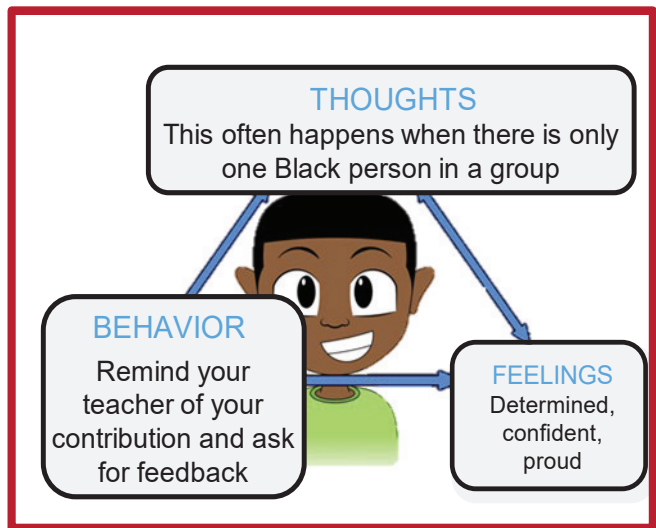 THOUGHTS
This often happens when there is only
one Black person in a group
BEHAVIOR
Remind your
teacher of your
contribution and ask
for feedback
FEELINGS
Determined,
confident,
proud